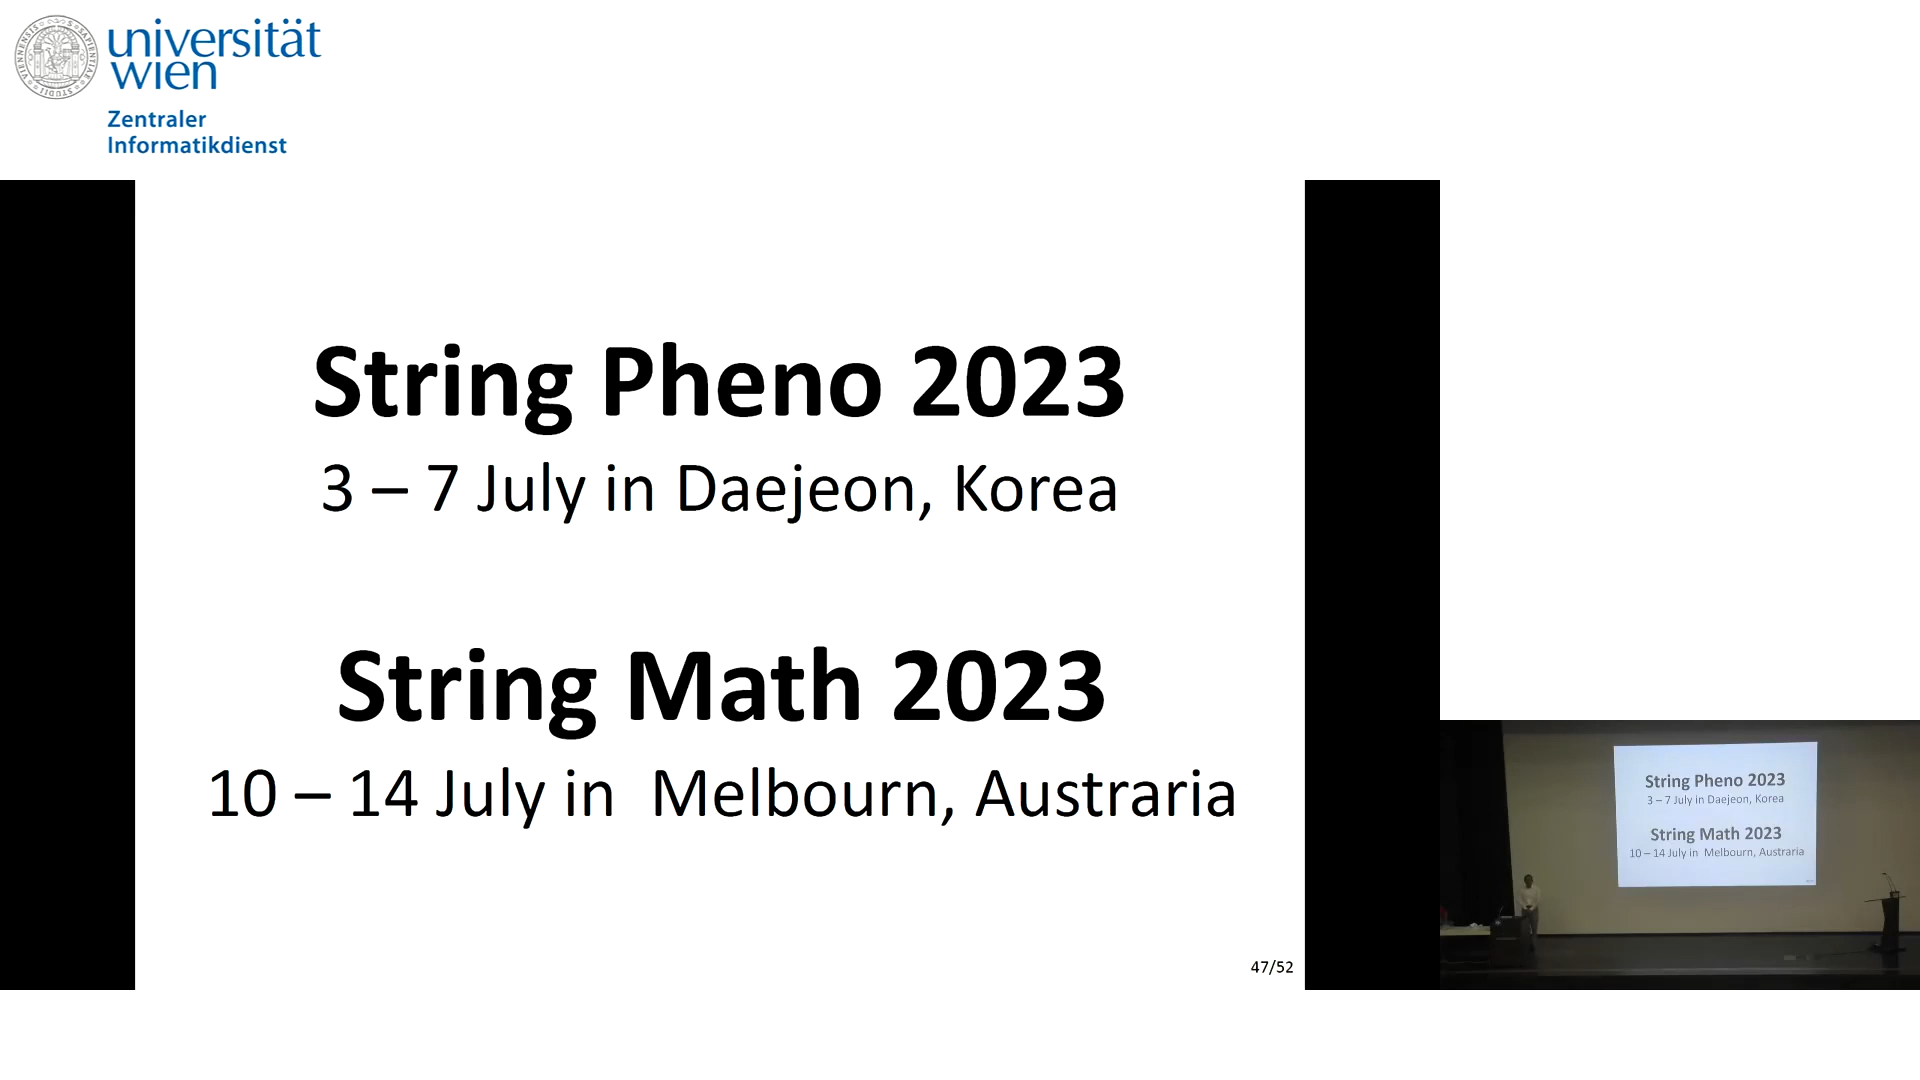 universität
wien
Zentraler
Informatikdienst
String Pheno 2023
3 – 7 July in Daejeon, Korea
String Math 2023
10 – 14 July in Melbourn, Austraria
47/52
String Pheno 2023
3 – 7 July in Daejeon, Korea
String Math 2023
10 – 14 July in Melbourn, Austraria